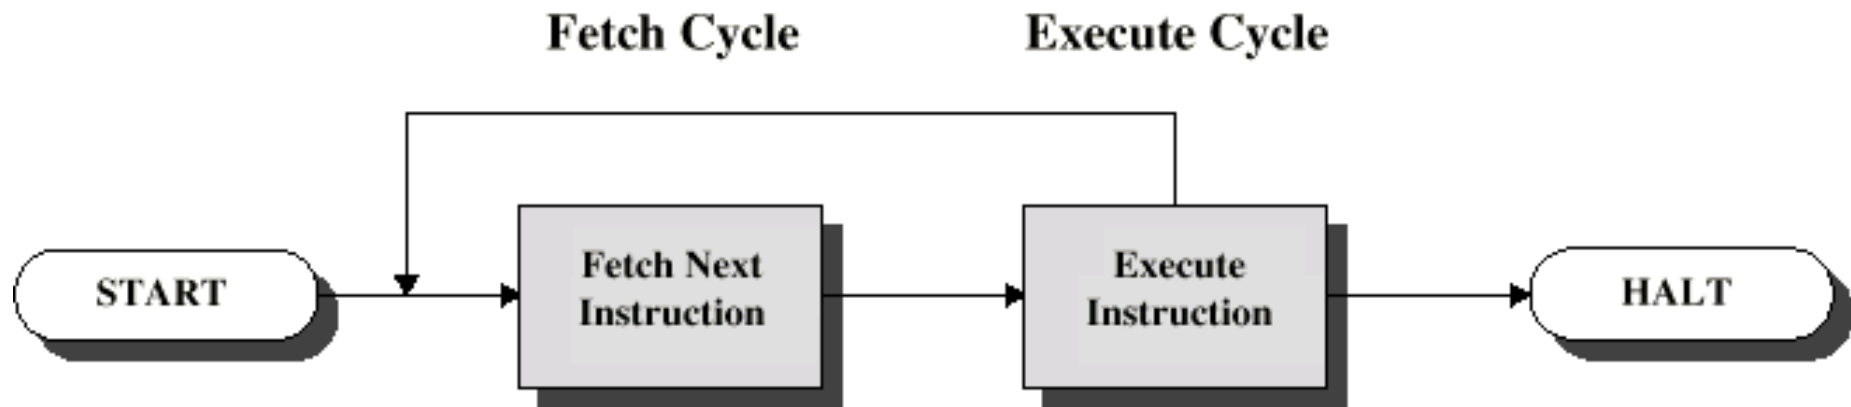 Fetch Cycle
Execute Cycle
START
Fetch Next
Instruction
Execute
Instruction
HALT